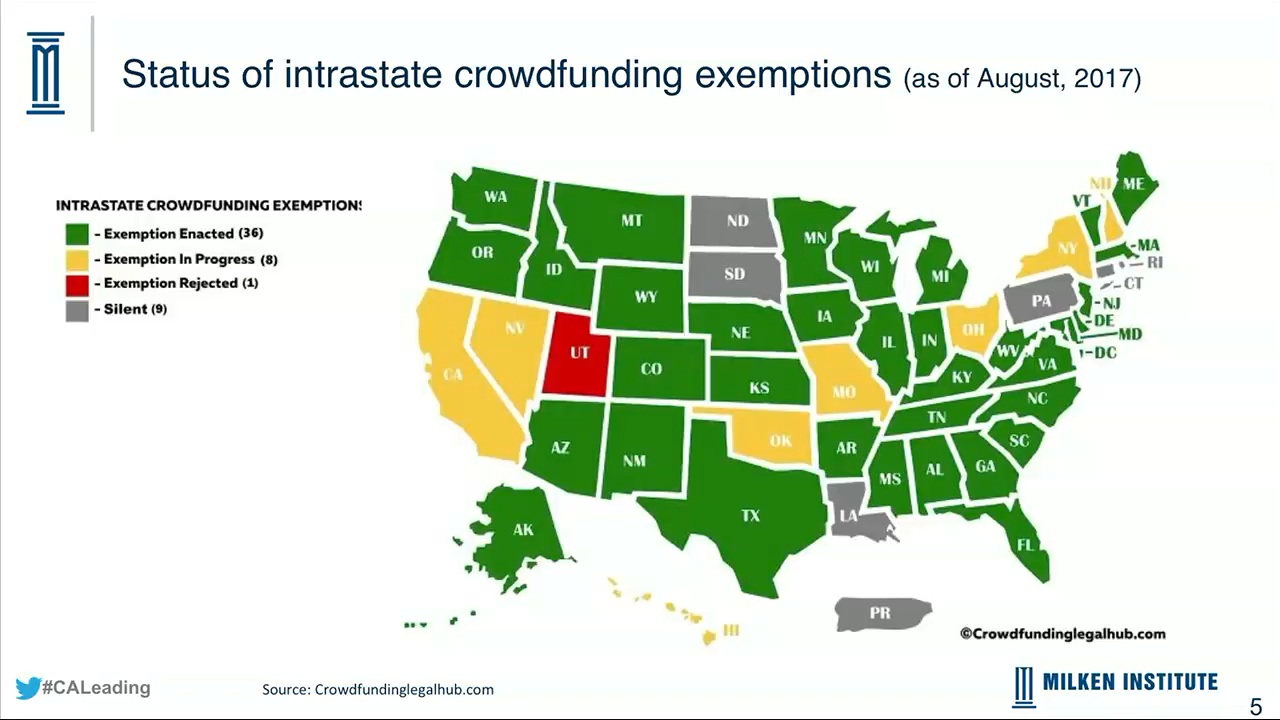 Status of intrastate crowdfunding exemptions (as of August, 2017)
INTRASTATE CROWDFUNDING EXEMPTIONS
- Exemption Enacted (36)
- Exemption In Progress (8)
- Exemption Rejected (1)
- Silent (9)
WA
MT
ND
MN
VT
NH
ME
OR
ID
WY
SD
WI
MI
NY
MA
RI
CT
NV
UT
CO
NE
IA
IL
IN
OH
PA
NJ
DE
MD
DC
CA
KS
MO
KY
WV
VA
NC
AZ
NM
OK
AR
TN
SC
MS
AL
GA
TX
LA
FL
AK
HI
PR
©Crowdfundinglegalhub.com
#CALeading
Source: Crowdfundinglegalhub.com
MILKEN INSTITUTE
5